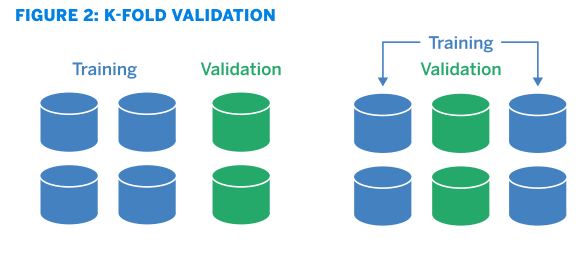 FIGURE 2: K-FOLD VALIDATION
Training Validation
Training
Validation